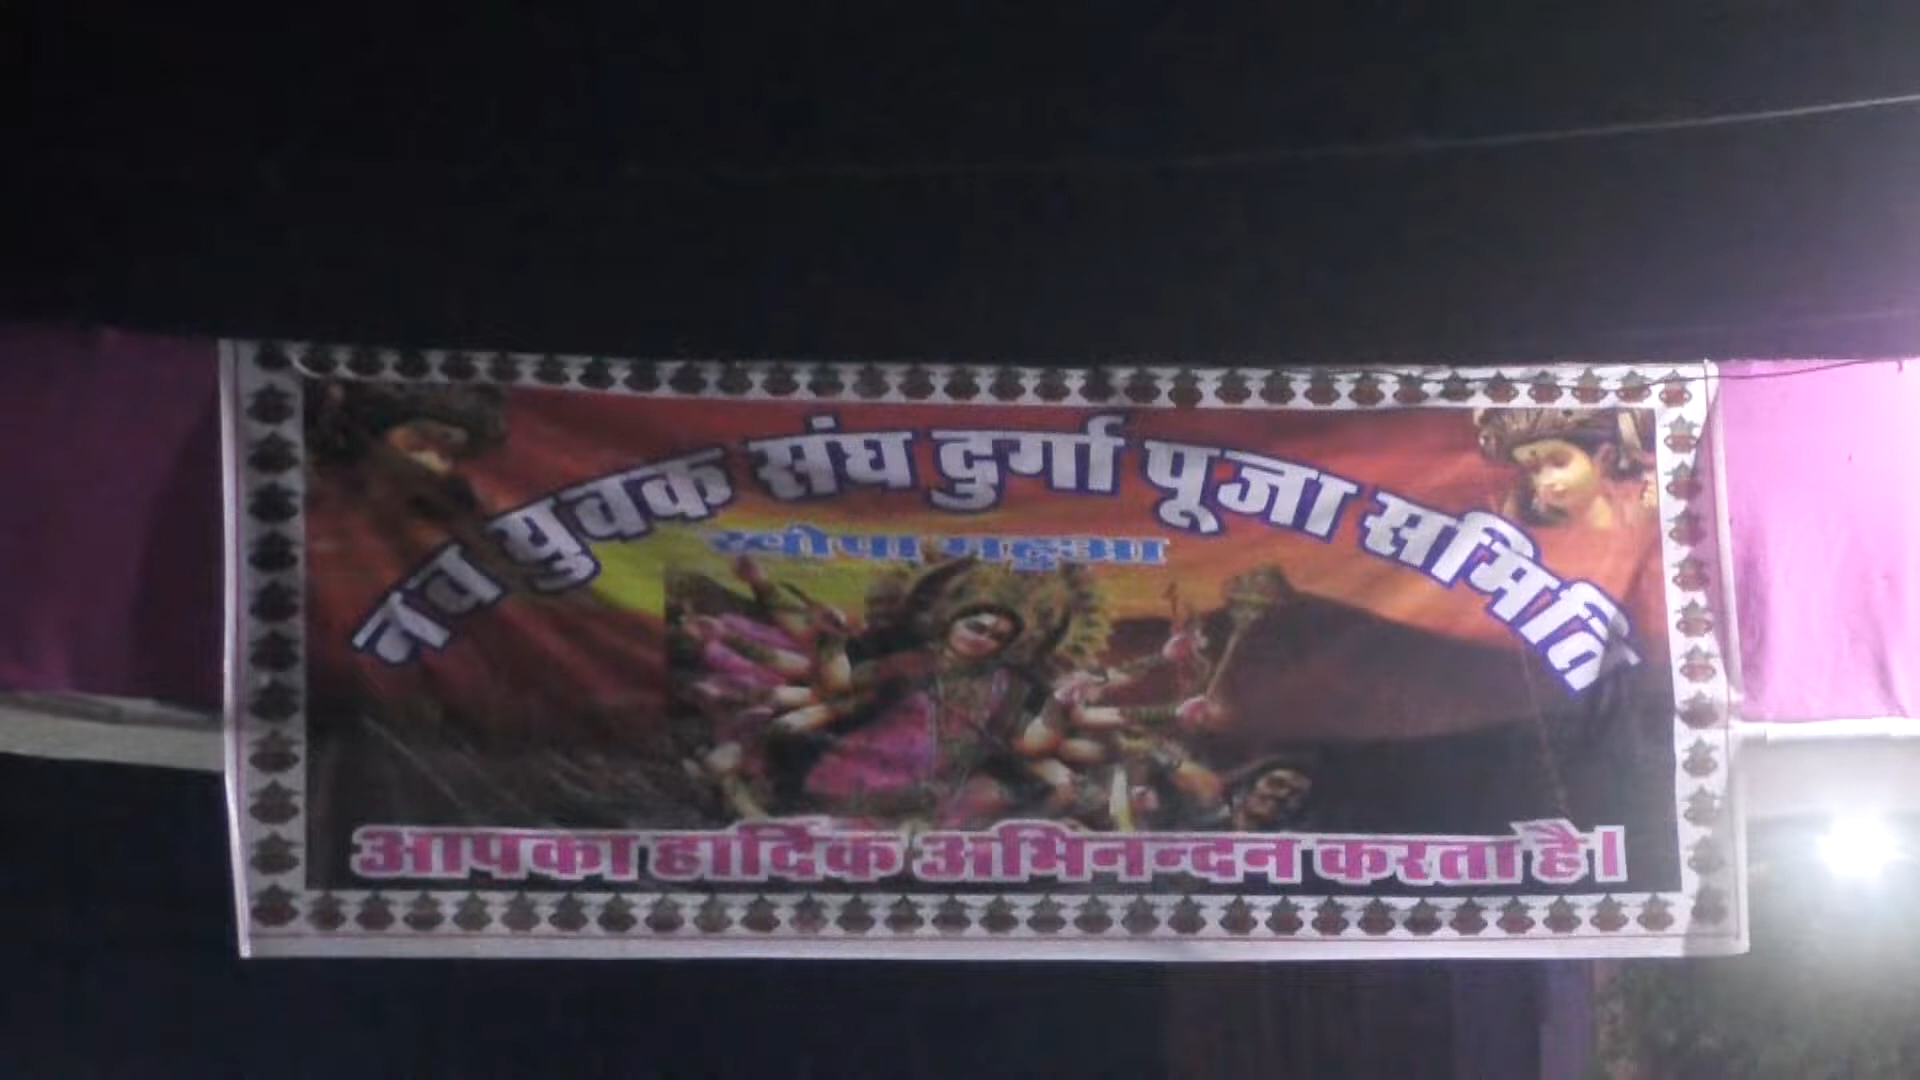 नव युवक संघ दुर्गा पूजा समिति
आपका हार्दिक अभिनन्दन करता है।